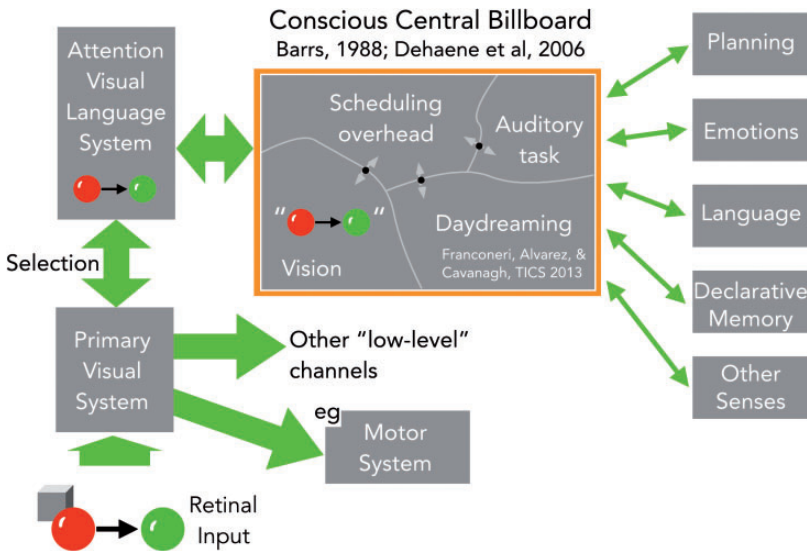 Conscious Central Billboard
Barrs, 1988; Dehaene et al, 2006
Attention
Visual
Language
System
Scheduling
overhead
Auditory
task
" "
Vision
Daydreaming
Franconeri, Alvarez, &
Cavanagh, TICS 2013
Planning
Emotions
Language
Declarative
Memory
Other
Senses
Selection
Primary
Visual
System
Other “low-level”
channels
eg
Motor
System
Retinal
Input